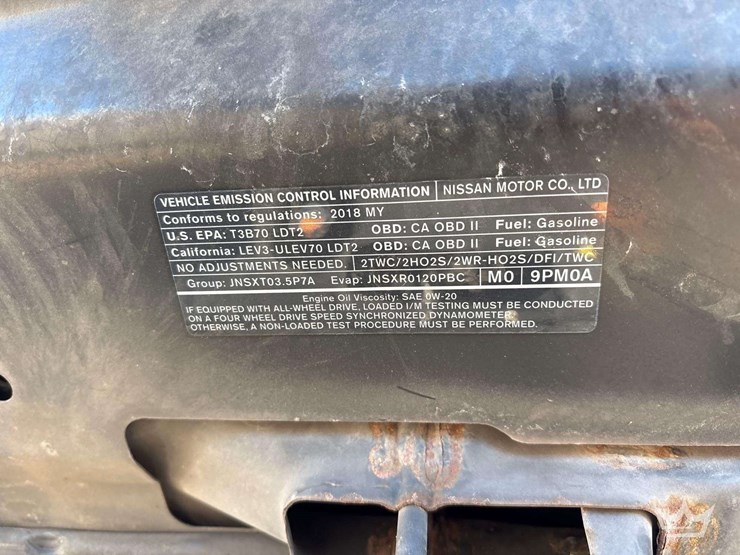 VEHICLE EMISSION CONTROL INFORMATION NISSAN MOTOR CO., LTD
Conforms to regulations: 2018 MY
U.S. EPA: T3B70 LDT2 OBD: CA OBD II Fuel: Gasoline
California: LEV3-ULEV70 LDT2 OBD: CA OBD II Fuel: Gasoline
NO ADJUSTMENTS NEEDED. 2TWC/2HO2S/2WR-HO2S/DFI/TWC
Group: JNSXT03.5P7A Evap: JNSXR0120PBC M0 9PM0A
Engine Oil Viscosity: SAE 0W-20
IF EQUIPPED WITH ALL-WHEEL DRIVE, LOADED I/M TESTING MUST BE CONDUCTED
ON A FOUR WHEEL DRIVE SPEED SYNCHRONIZED DYNAMOMETER.
OTHERWISE, A NON-LOADED TEST PROCEDURE MUST BE PERFORMED.